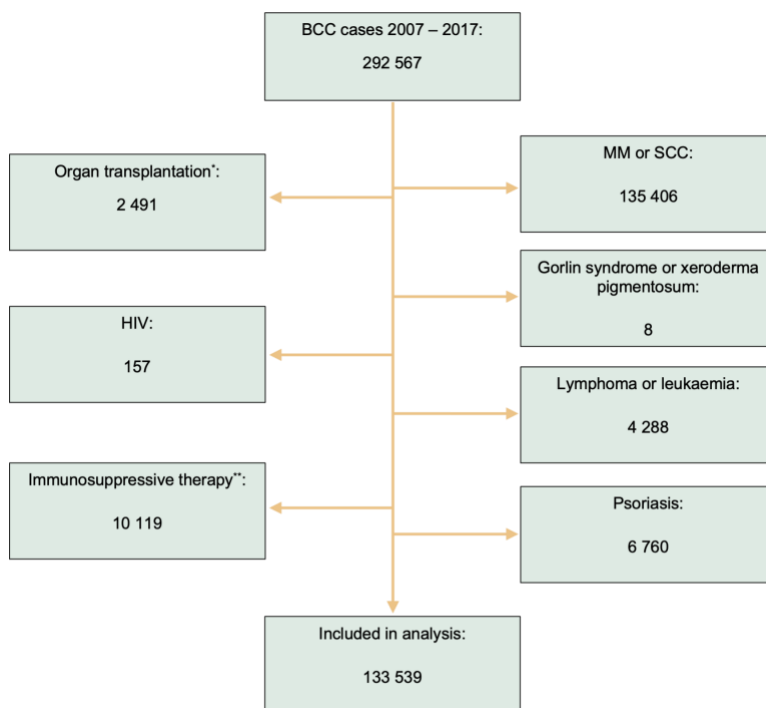 BCC cases 2007 – 2017:
292 567
Organ transplantation*:
2 491
MM or SCC:
135 406
Gorlin syndrome or xeroderma
pigmentosum:
8
HIV:
157
Lymphoma or leukaemia:
4 288
Immunosuppressive therapy**:
10 119
Psoriasis:
6 760
Included in analysis:
133 539